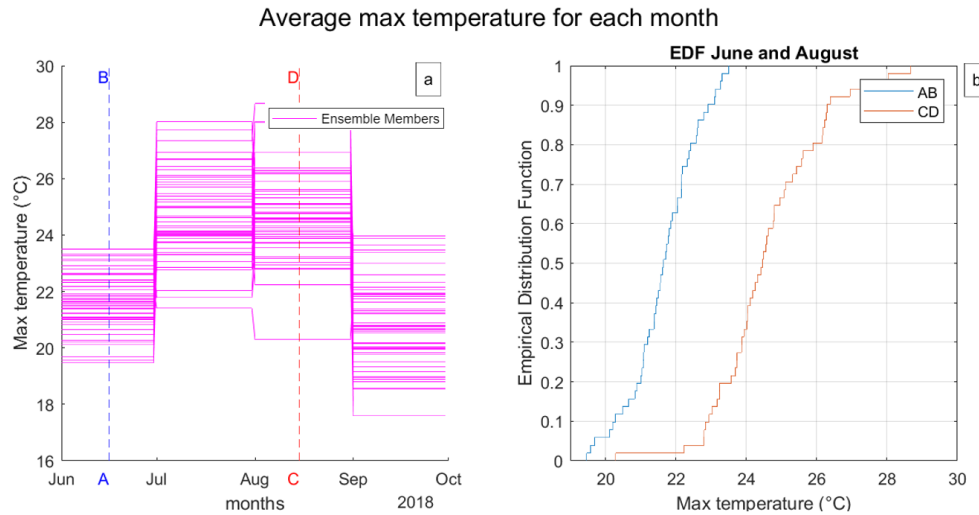 Average max temperature for each month
B
D
a
Ensemble Members
30
28
26
24
22
20
18
16
Max temperature (°C)
Jun
A
Jul
Aug
C
Sep
Oct
months
2018
EDF June and August
b
AB
CD
1
0.9
0.8
0.7
0.6
0.5
0.4
0.3
0.2
0.1
0
Empirical Distribution Function
20
22
24
26
28
30
Max temperature (°C)